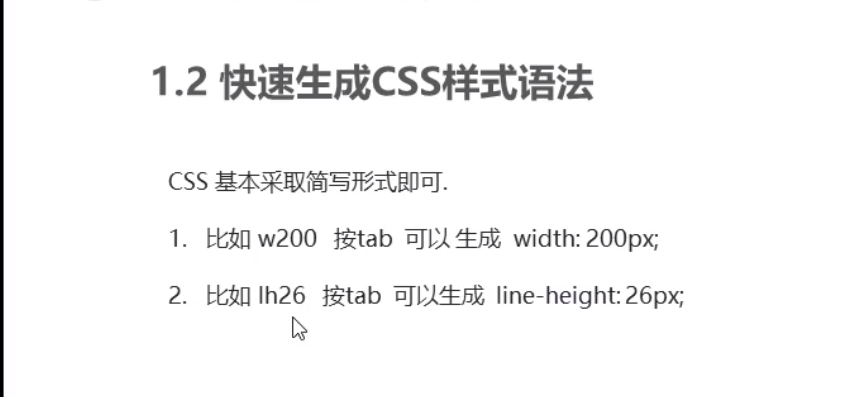 1.2 快速生成CSS样式语法
CSS 基本采取简写形式即可.
1. 比如 w200 按tab 可以 生成 width: 200px;
2. 比如 lh26 按tab 可以生成 line-height: 26px;